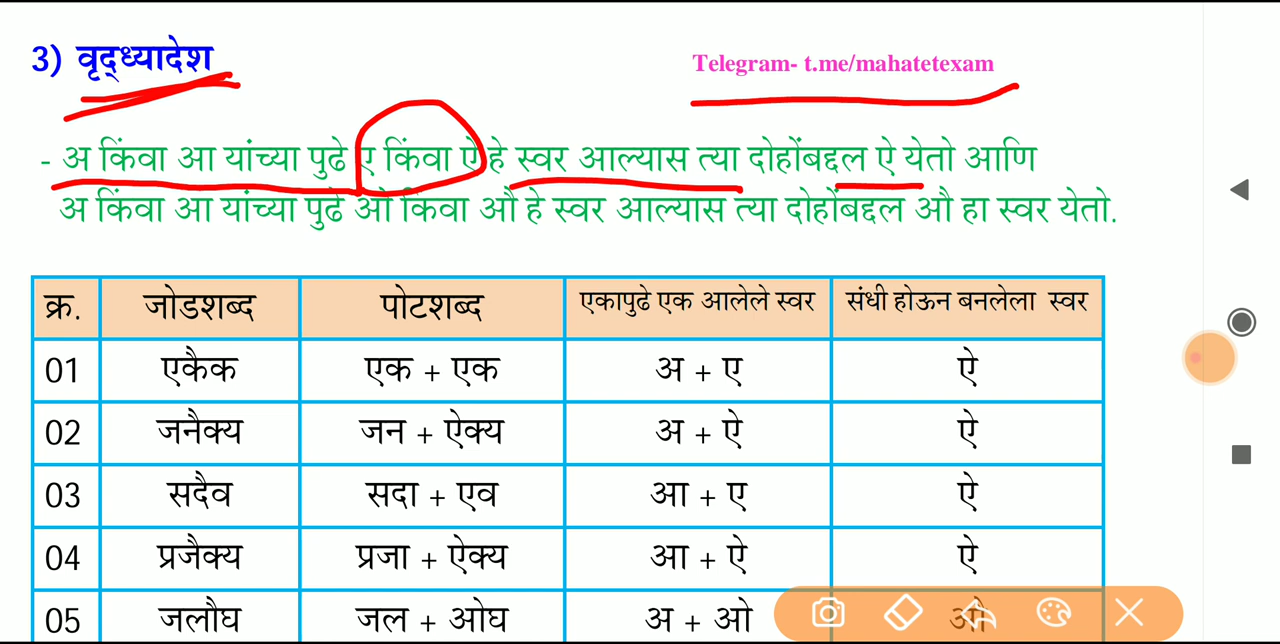 3) वृद्ध्यादेश
Telegram- t.me/mahatetexam
- अ किंवा आ यांच्या पुढे ए किंवा ऐ हे स्वर आल्यास त्या दोहोंबद्दल ऐ येतो आणि
अ किंवा आ यांच्या पुढे ओ किंवा औ हे स्वर आल्यास त्या दोहोंबद्दल औ हा स्वर येतो.
क्र. जोडशब्द पोटशब्द एकापुढे एक आलेले स्वर संधी होऊन बनलेला स्वर
01 एकैक एक + एक अ + ए ऐ
02 जनैक्य जन + ऐक्य अ + ऐ ऐ
03 सदैव सदा + एव आ + ए ऐ
04 प्रजैक्य प्रजा + ऐक्य आ + ऐ ऐ
05 जलौघ जल + ओघ अ + ओ औ